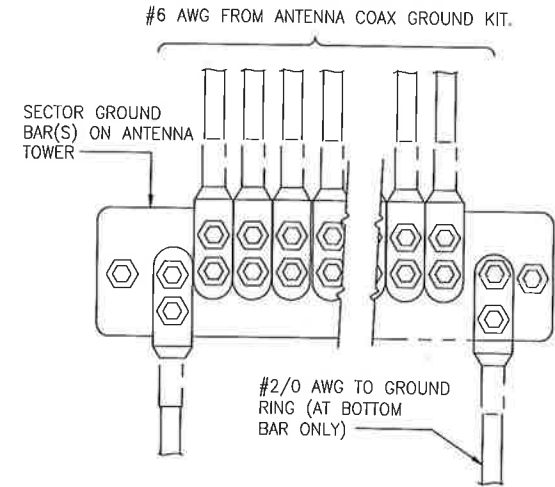 #6 AWG FROM ANTENNA COAX GROUND KIT.
SECTOR GROUND
BAR(S) ON ANTENNA
TOWER
#2/0 AWG TO GROUND
RING (AT BOTTOM
BAR ONLY)